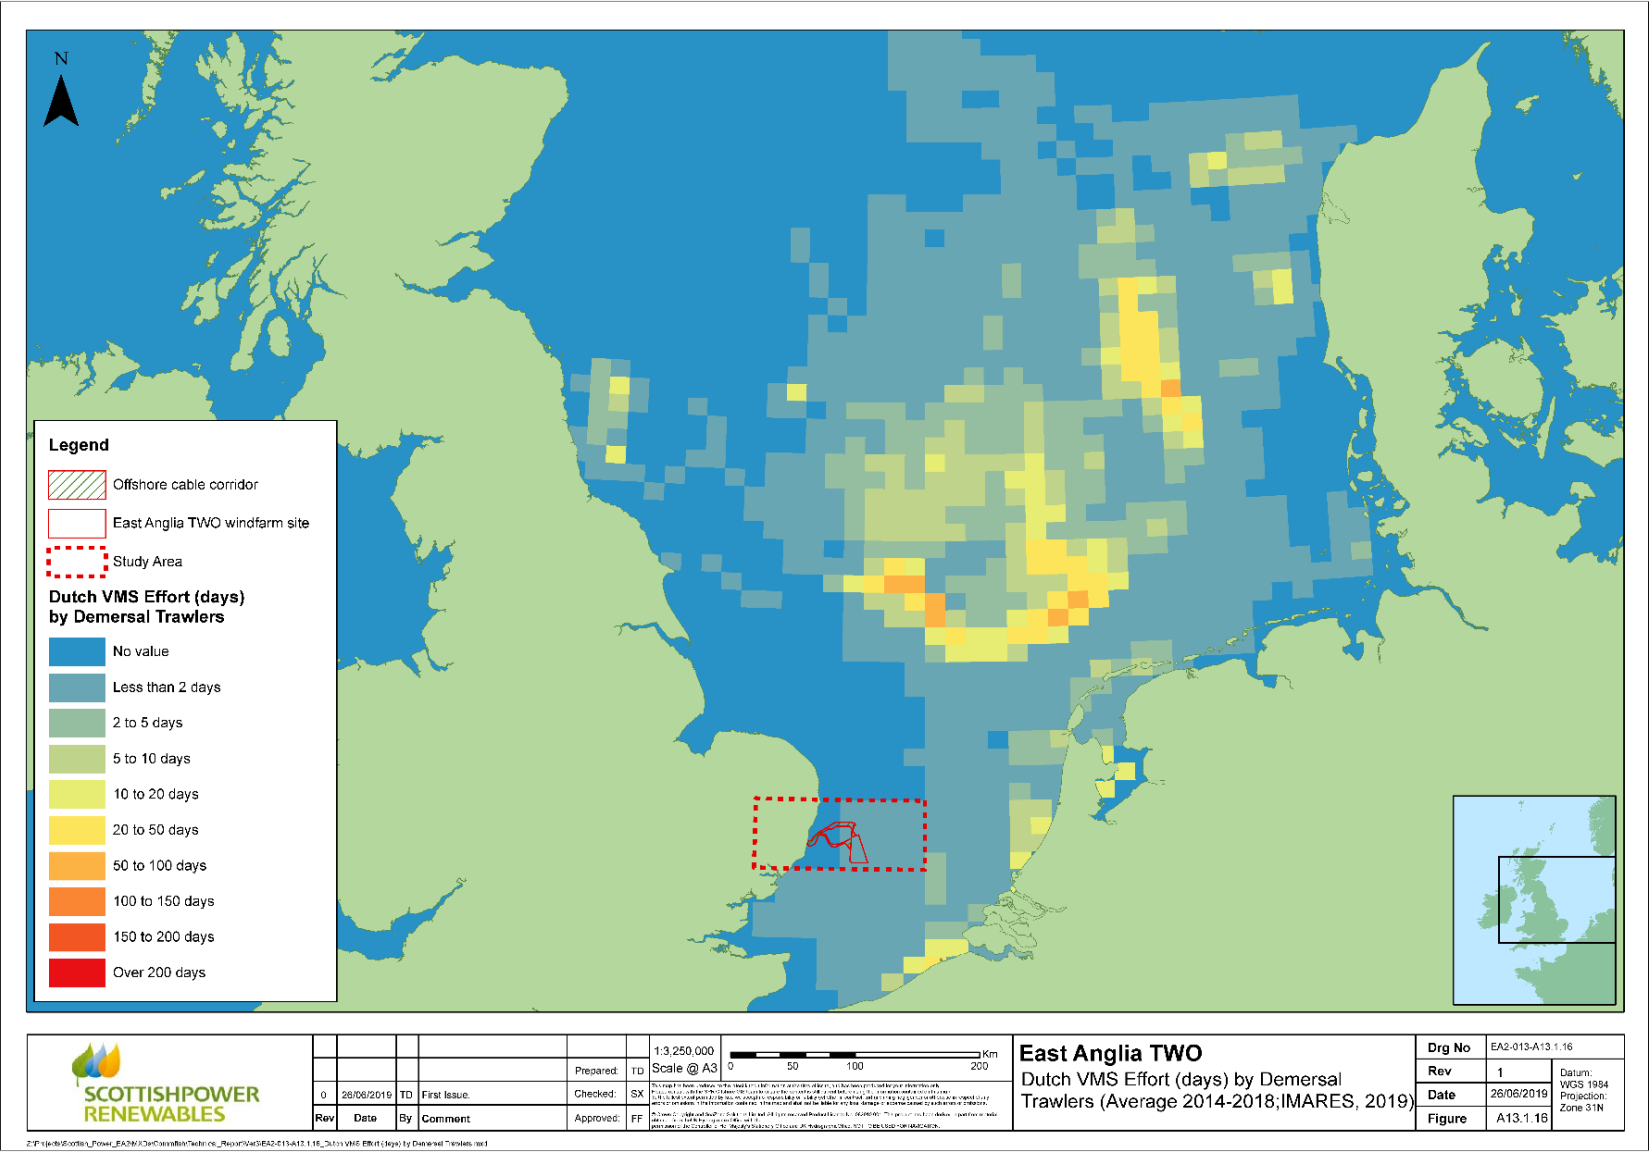 N
Legend
Offshore cable corridor
East Anglia TWO windfarm site
Study Area
Dutch VMS Effort (days)
by Demersal Trawlers
No value
Less than 2 days
2 to 5 days
5 to 10 days
10 to 20 days
20 to 50 days
50 to 100 days
100 to 150 days
150 to 200 days
Over 200 days
SCOTTISHPOWER
RENEWABLES
0 26/06/2019 TD First Issue.
Rev Date By Comment
Prepared: TD
Checked: SX
Approved: FF
1:3,250,000
Scale @ A3
Km
0 50 100 200
East Anglia TWO
Dutch VMS Effort (days) by Demersal
Trawlers (Average 2014-2018;IMARES, 2019)
Drg No EA2-013-A13.1.16
Rev 1
Date 26/06/2019
Figure A13.1.16
Datum:
WGS 1984
Projection:
Zone 31N